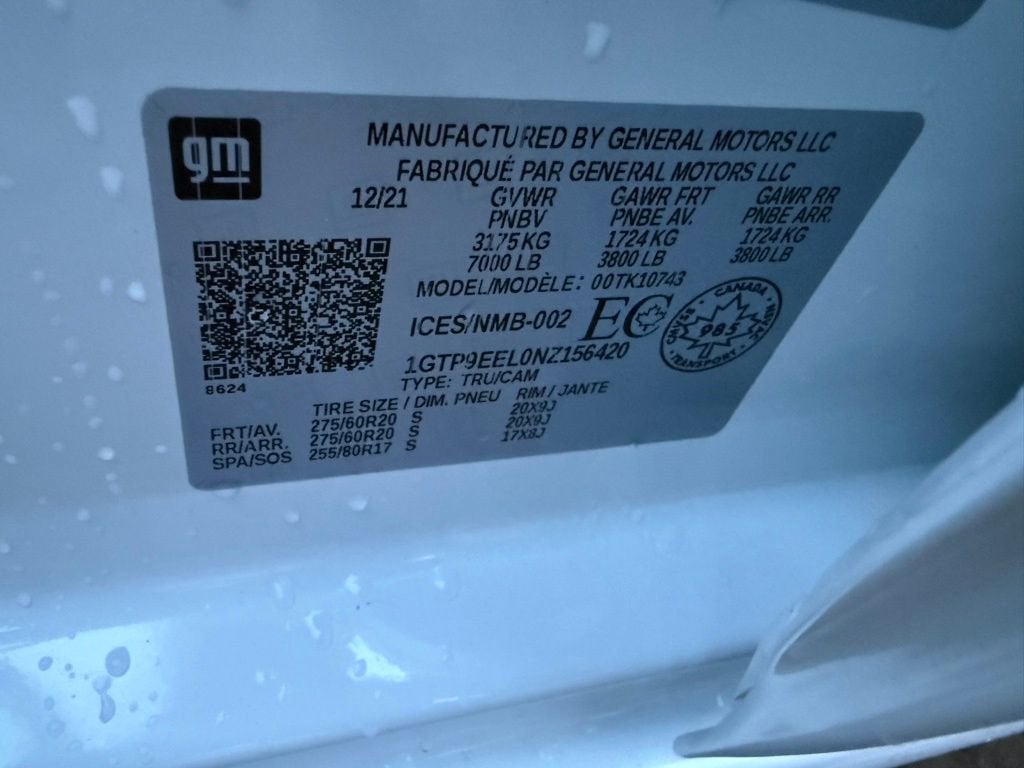 gm
MANUFACTURED BY GENERAL MOTORS LLC
FABRIQUÉ PAR GENERAL MOTORS LLC
12/21 GVWR GAWR FRT GAWR RR
PNBV PNBE AV. PNBE ARR.
3175 KG 1724 KG 1724 KG
7000 LB 3800 LB 3800 LB
MODEL/MODÈLE: 00TK10743
ICES/NMB-002 EC
CANADA
985
TRANSPORT
1GTP9EEL0NZ156420
8624
TYPE: TRU/CAM
TIRE SIZE / DIM. PNEU RIM / JANTE
FRT/AV. 275/60R20 S 20X9J
RR/ARR. 275/60R20 S 20X9J
SPA/SOS 255/80R17 S 17X8J